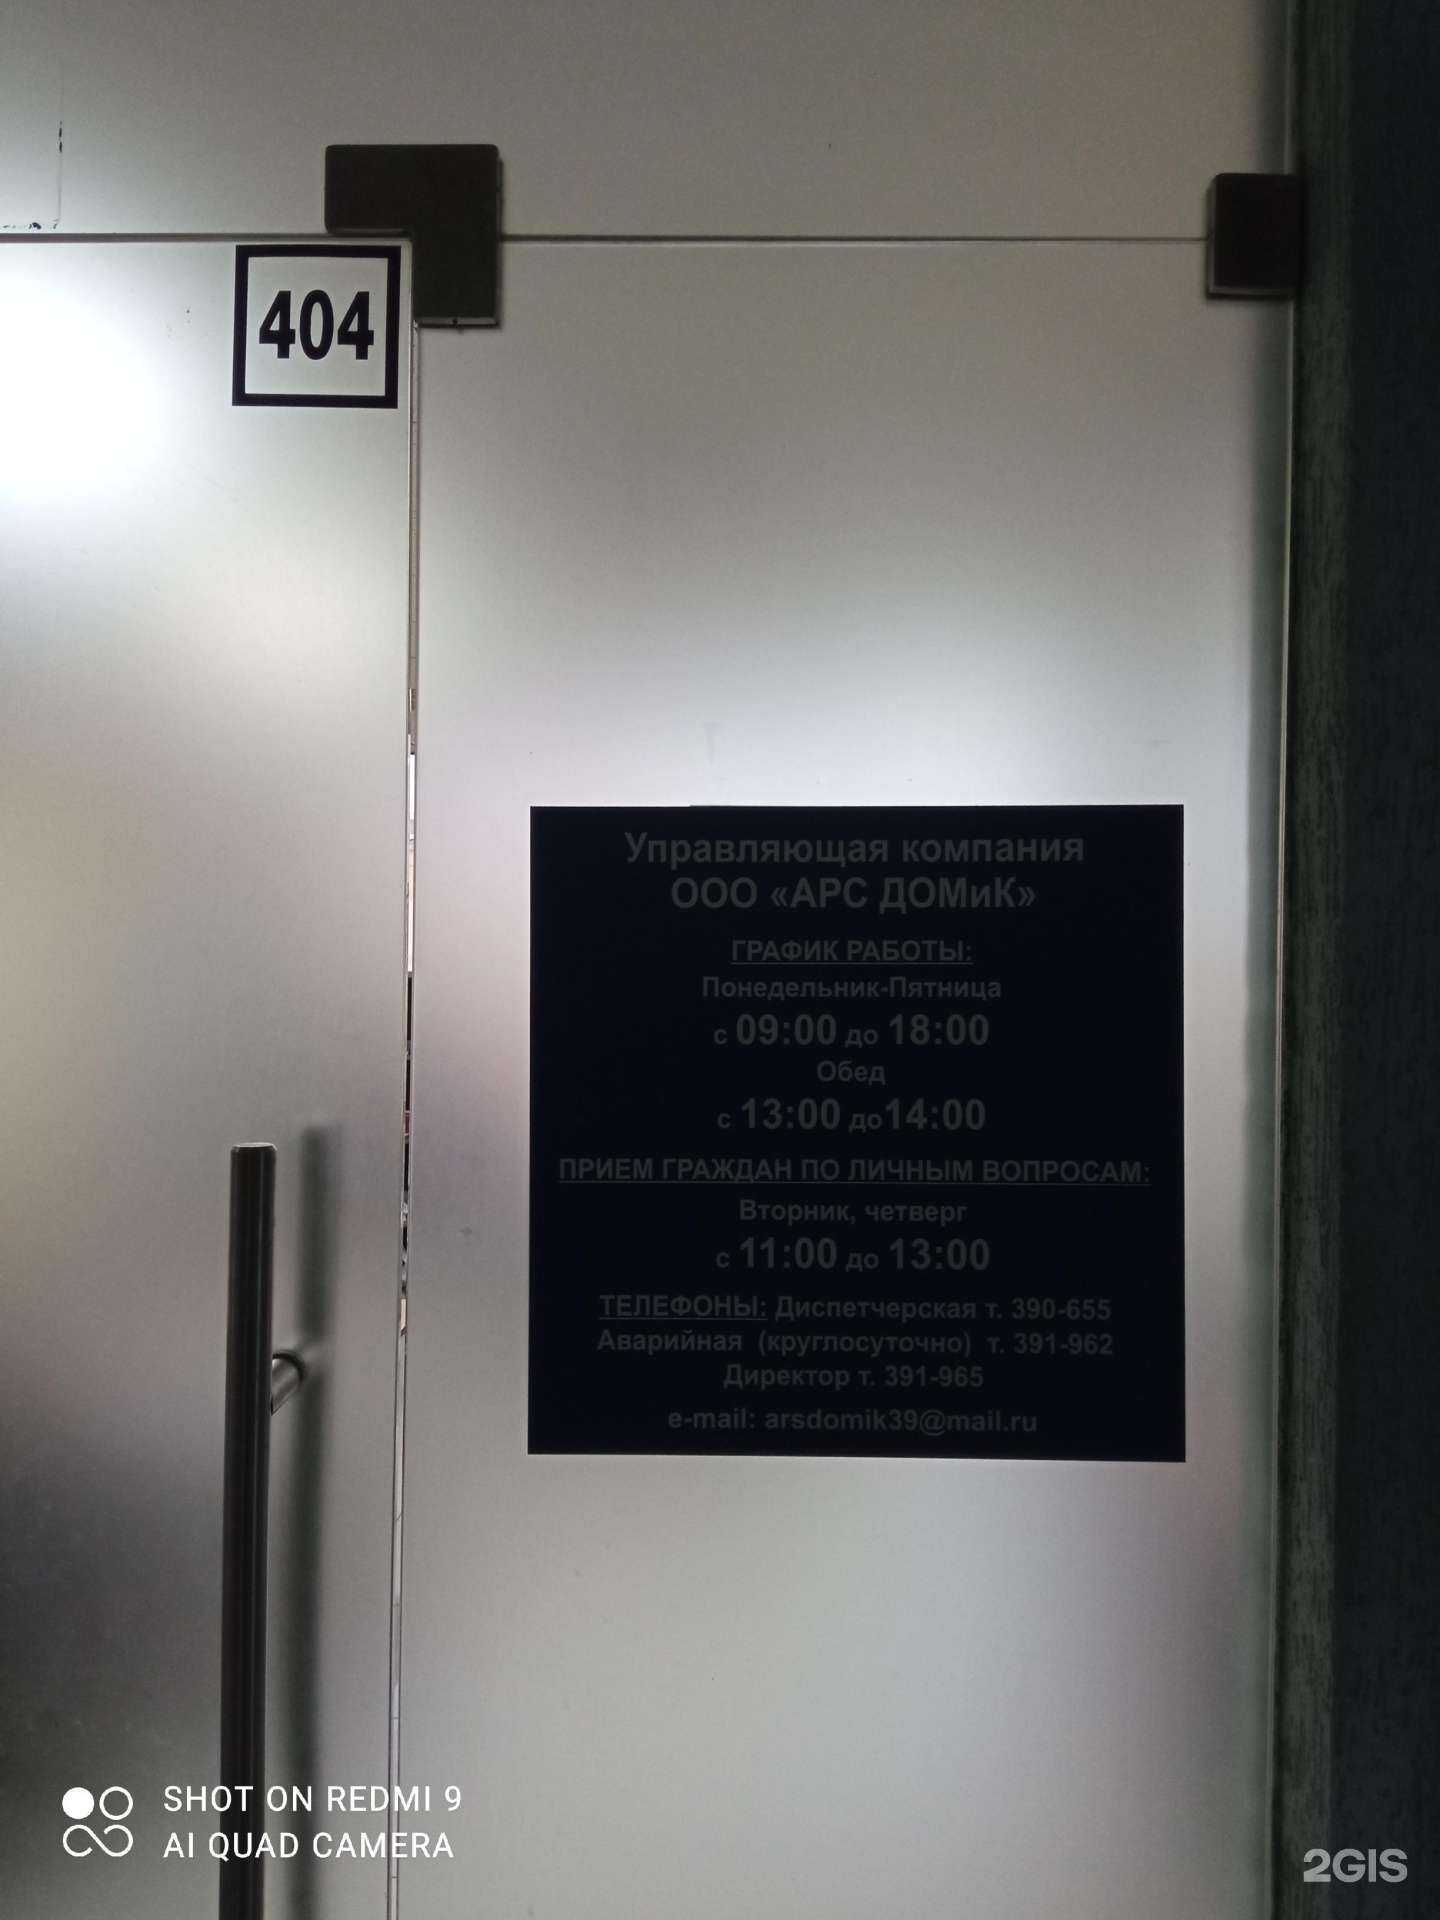 404
Управляющая компания
ООО «АРС ДОМиК»
ГРАФИК РАБОТЫ:
Понедельник-Пятница
с 09:00 до 18:00
Обед
с 13:00 до14:00
ПРИЕМ ГРАЖДАН ПО ЛИЧНЫМ ВОПРОСАМ:
Вторник, четверг
с 11:00 до 13:00
ТЕЛЕФОНЫ: Диспетчерская т. 390-655
Аварийная (круглосуточно) т. 391-962
Директор т. 391-965
e-mail: arsdomik39@mail.ru
SHOT ON REDMI 9
AI QUAD CAMERA
2GIS